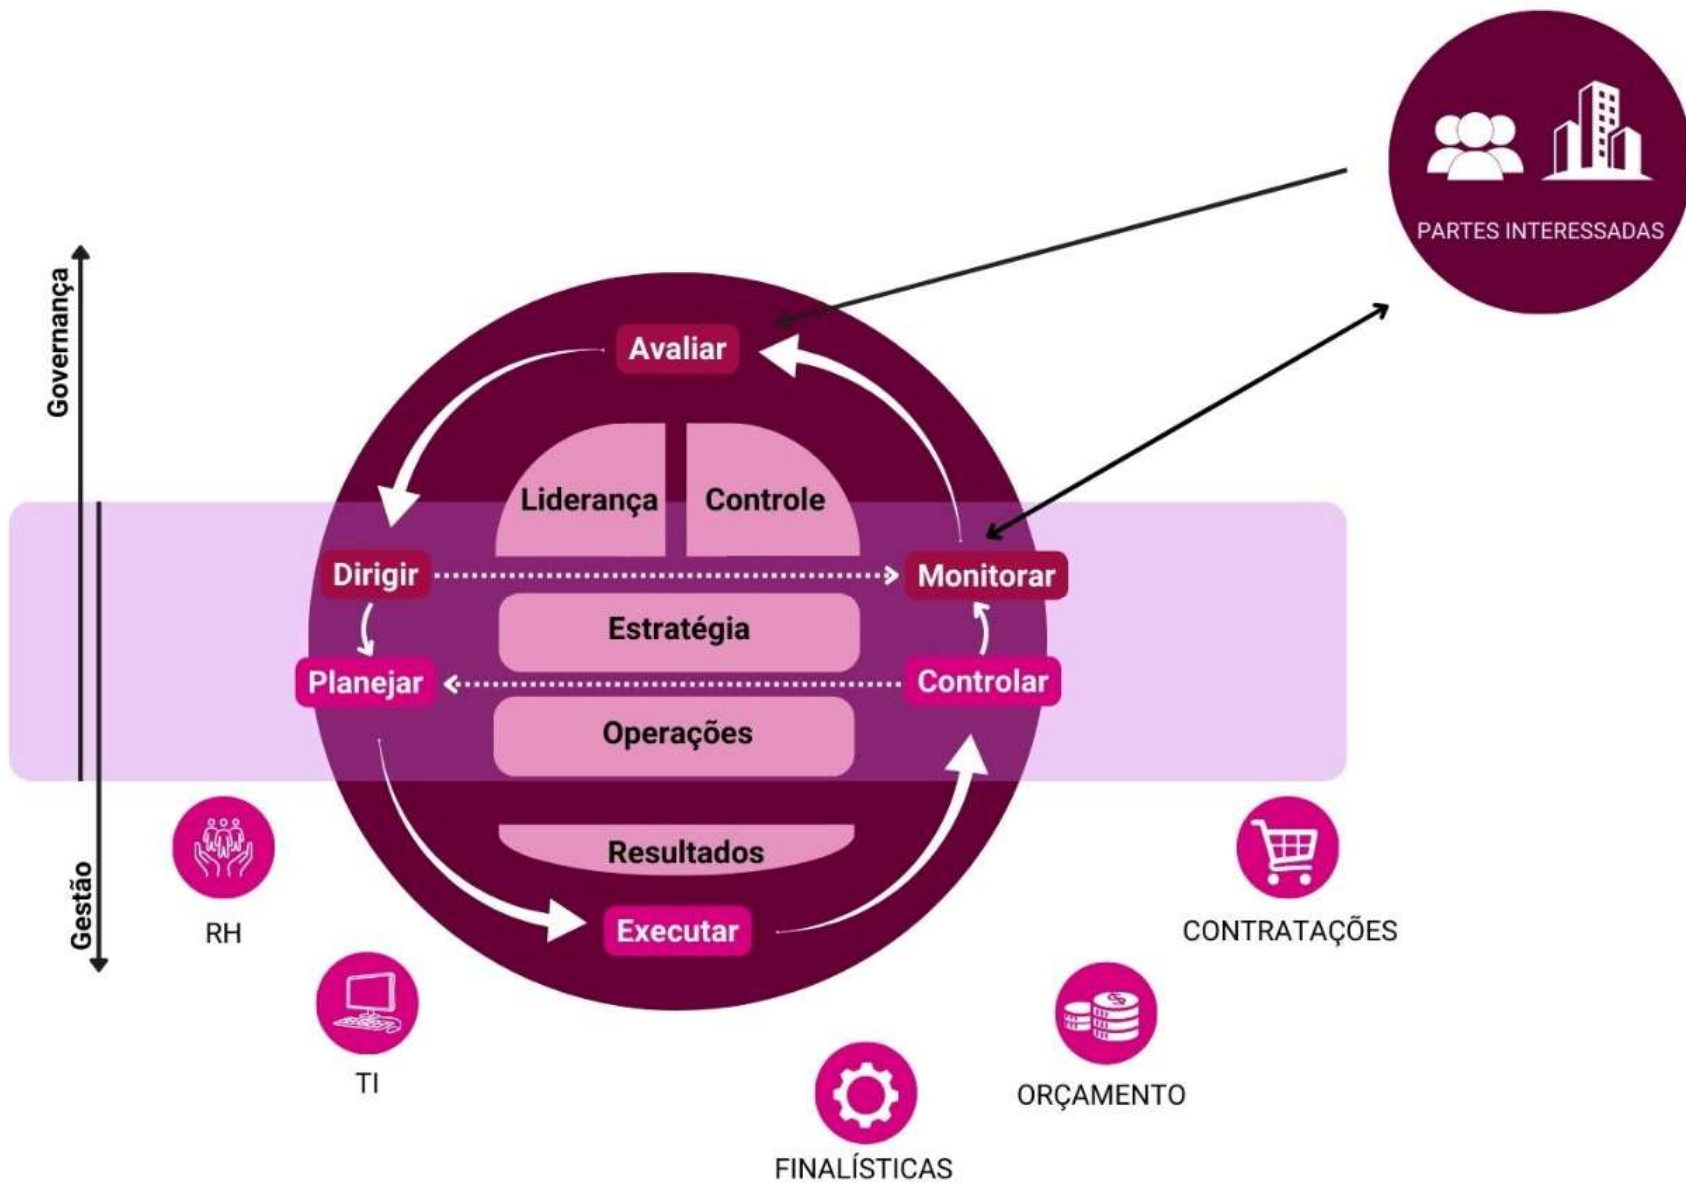 PARTES INTERESSADAS
Governança
Avaliar
Liderança
Controle
Dirigir
Monitorar
Estratégia
Planejar
Controlar
Operações
Resultados
Gestão
Executar
RH
CONTRATAÇÕES
TI
ORÇAMENTO
FINALÍSTICAS